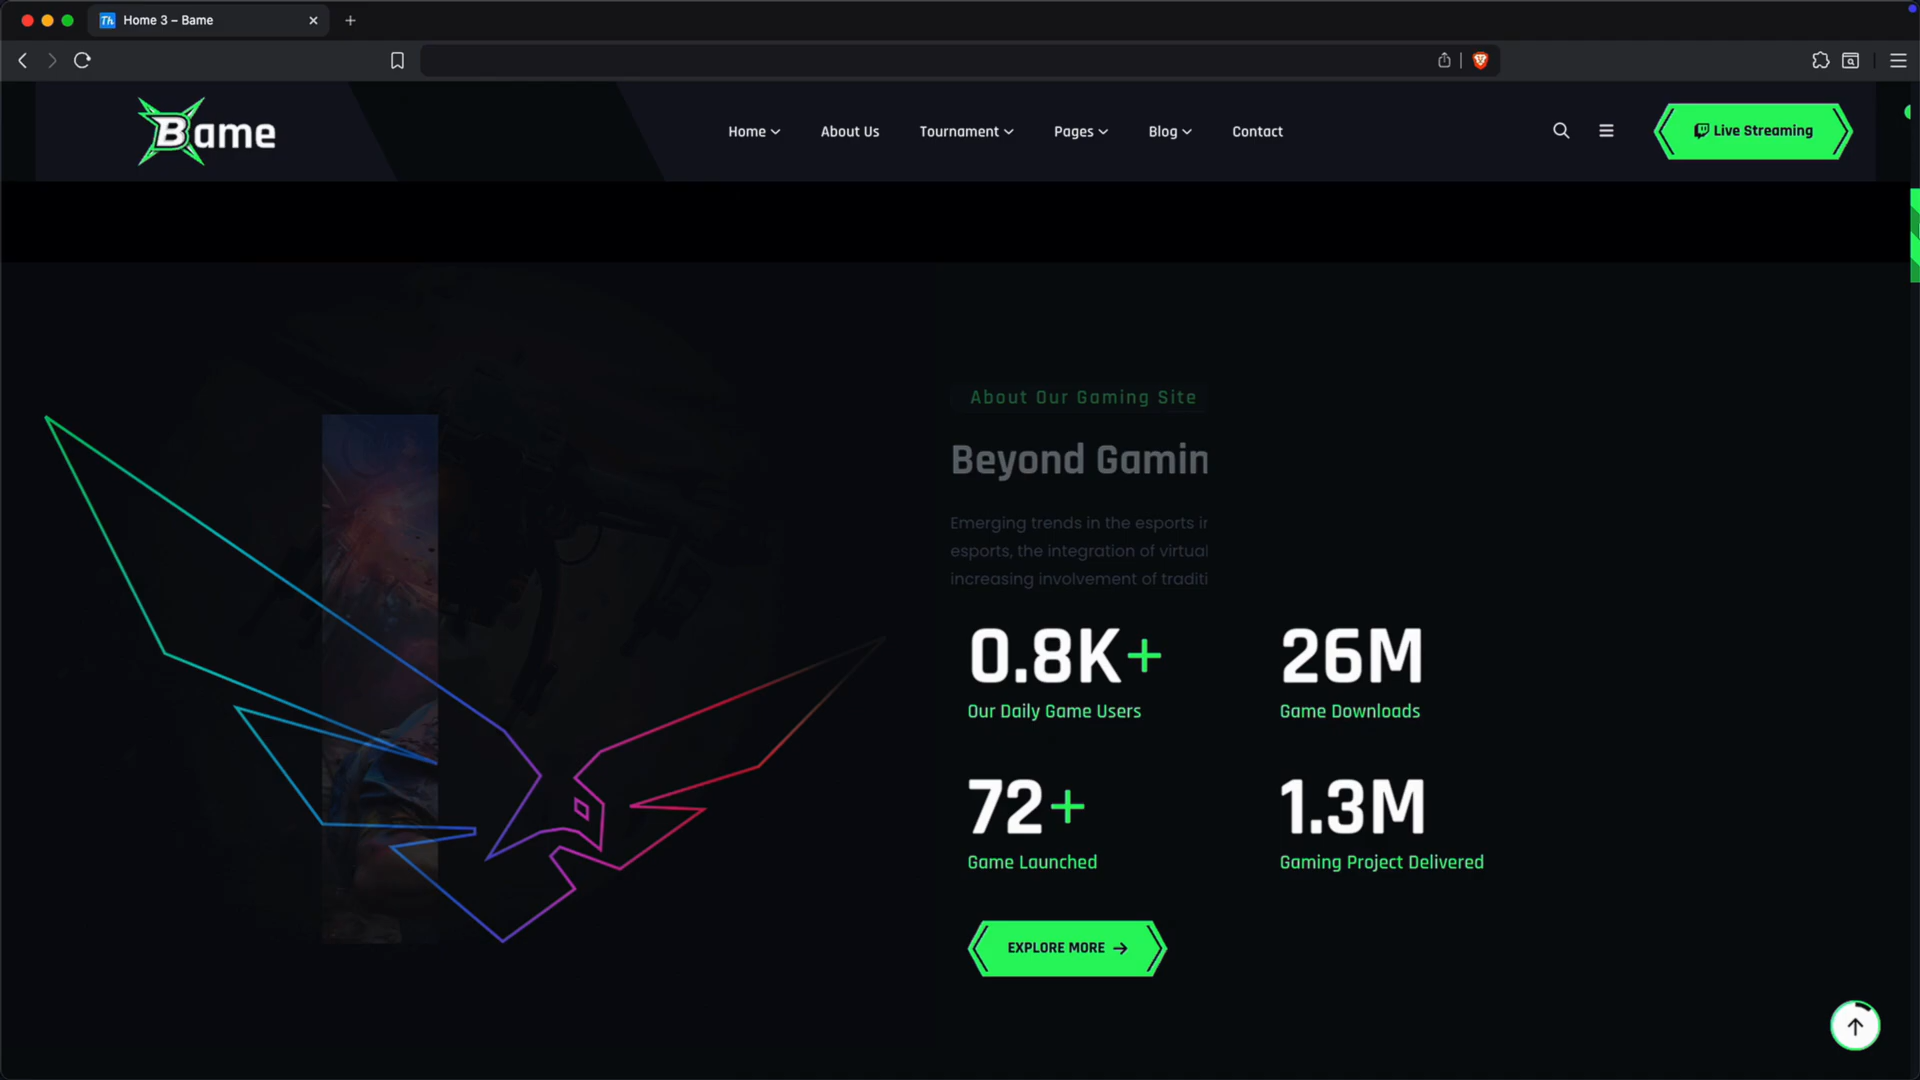 Th Home 3 – Bame
Bame
Home
About Us
Tournament
Pages
Blog
Contact
Live Streaming
About Our Gaming Site
Beyond Gamin
Emerging trends in the esports
esports, the integration of virtual
increasing involvement of traditi
0.8K+
26M
Our Daily Game Users
Game Downloads
72+
1.3M
Game Launched
Gaming Project Delivered
EXPLORE MORE